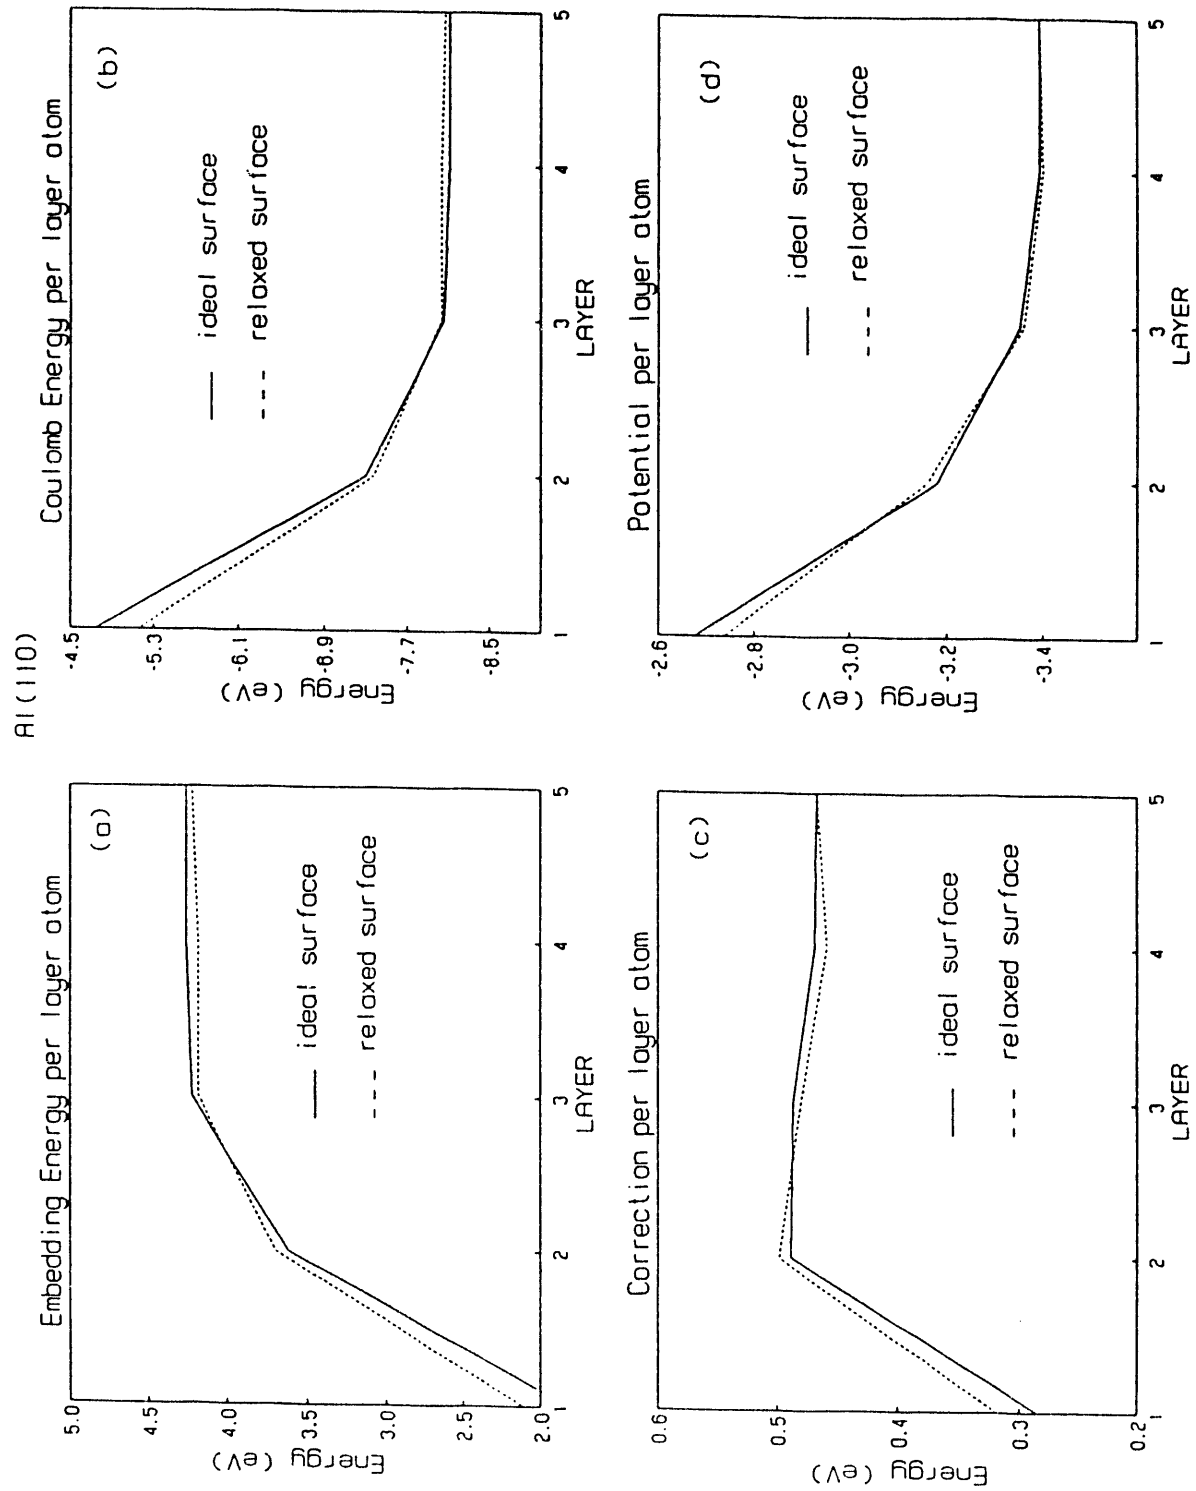 Al(110)
Embedding Energy per layer atom
(a)
5.0
4.5
4.0
3.5
3.0
2.5
2.0
Energy (eV)
ideal surface
relaxed surface
1 2 3 4 5
LAYER
Coulomb Energy per layer atom
(b)
-4.5
-5.3
-6.1
-6.9
-7.7
-8.5
Energy (eV)
ideal surface
relaxed surface
1 2 3 4 5
LAYER
Correction per layer atom
(c)
0.6
0.5
0.4
0.3
0.2
Energy (eV)
ideal surface
relaxed surface
1 2 3 4 5
LAYER
Potential per layer atom
(d)
-2.6
-2.8
-3.0
-3.2
-3.4
Energy (eV)
ideal surface
relaxed surface
1 2 3 4 5
LAYER